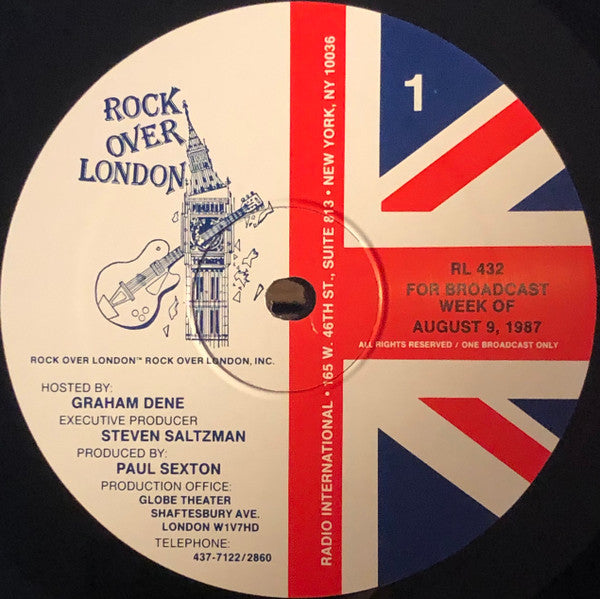 ROCK
OVER
LONDON
ROCK OVER LONDON™ ROCK OVER LONDON, INC.
HOSTED BY:
GRAHAM DENE
EXECUTIVE PRODUCER
STEVEN SALTZMAN
PRODUCED BY:
PAUL SEXTON
PRODUCTION OFFICE:
GLOBE THEATER
SHAFTESBURY AVE.
LONDON W1V7HD
TELEPHONE:
437-7122/2860
RADIO INTERNATIONAL • 165 W. 46TH ST., SUITE 813 • NEW YORK, NY 10036
1
RL 432
FOR BROADCAST
WEEK OF
AUGUST 9, 1987
ALL RIGHTS RESERVED / ONE BROADCAST ONLY